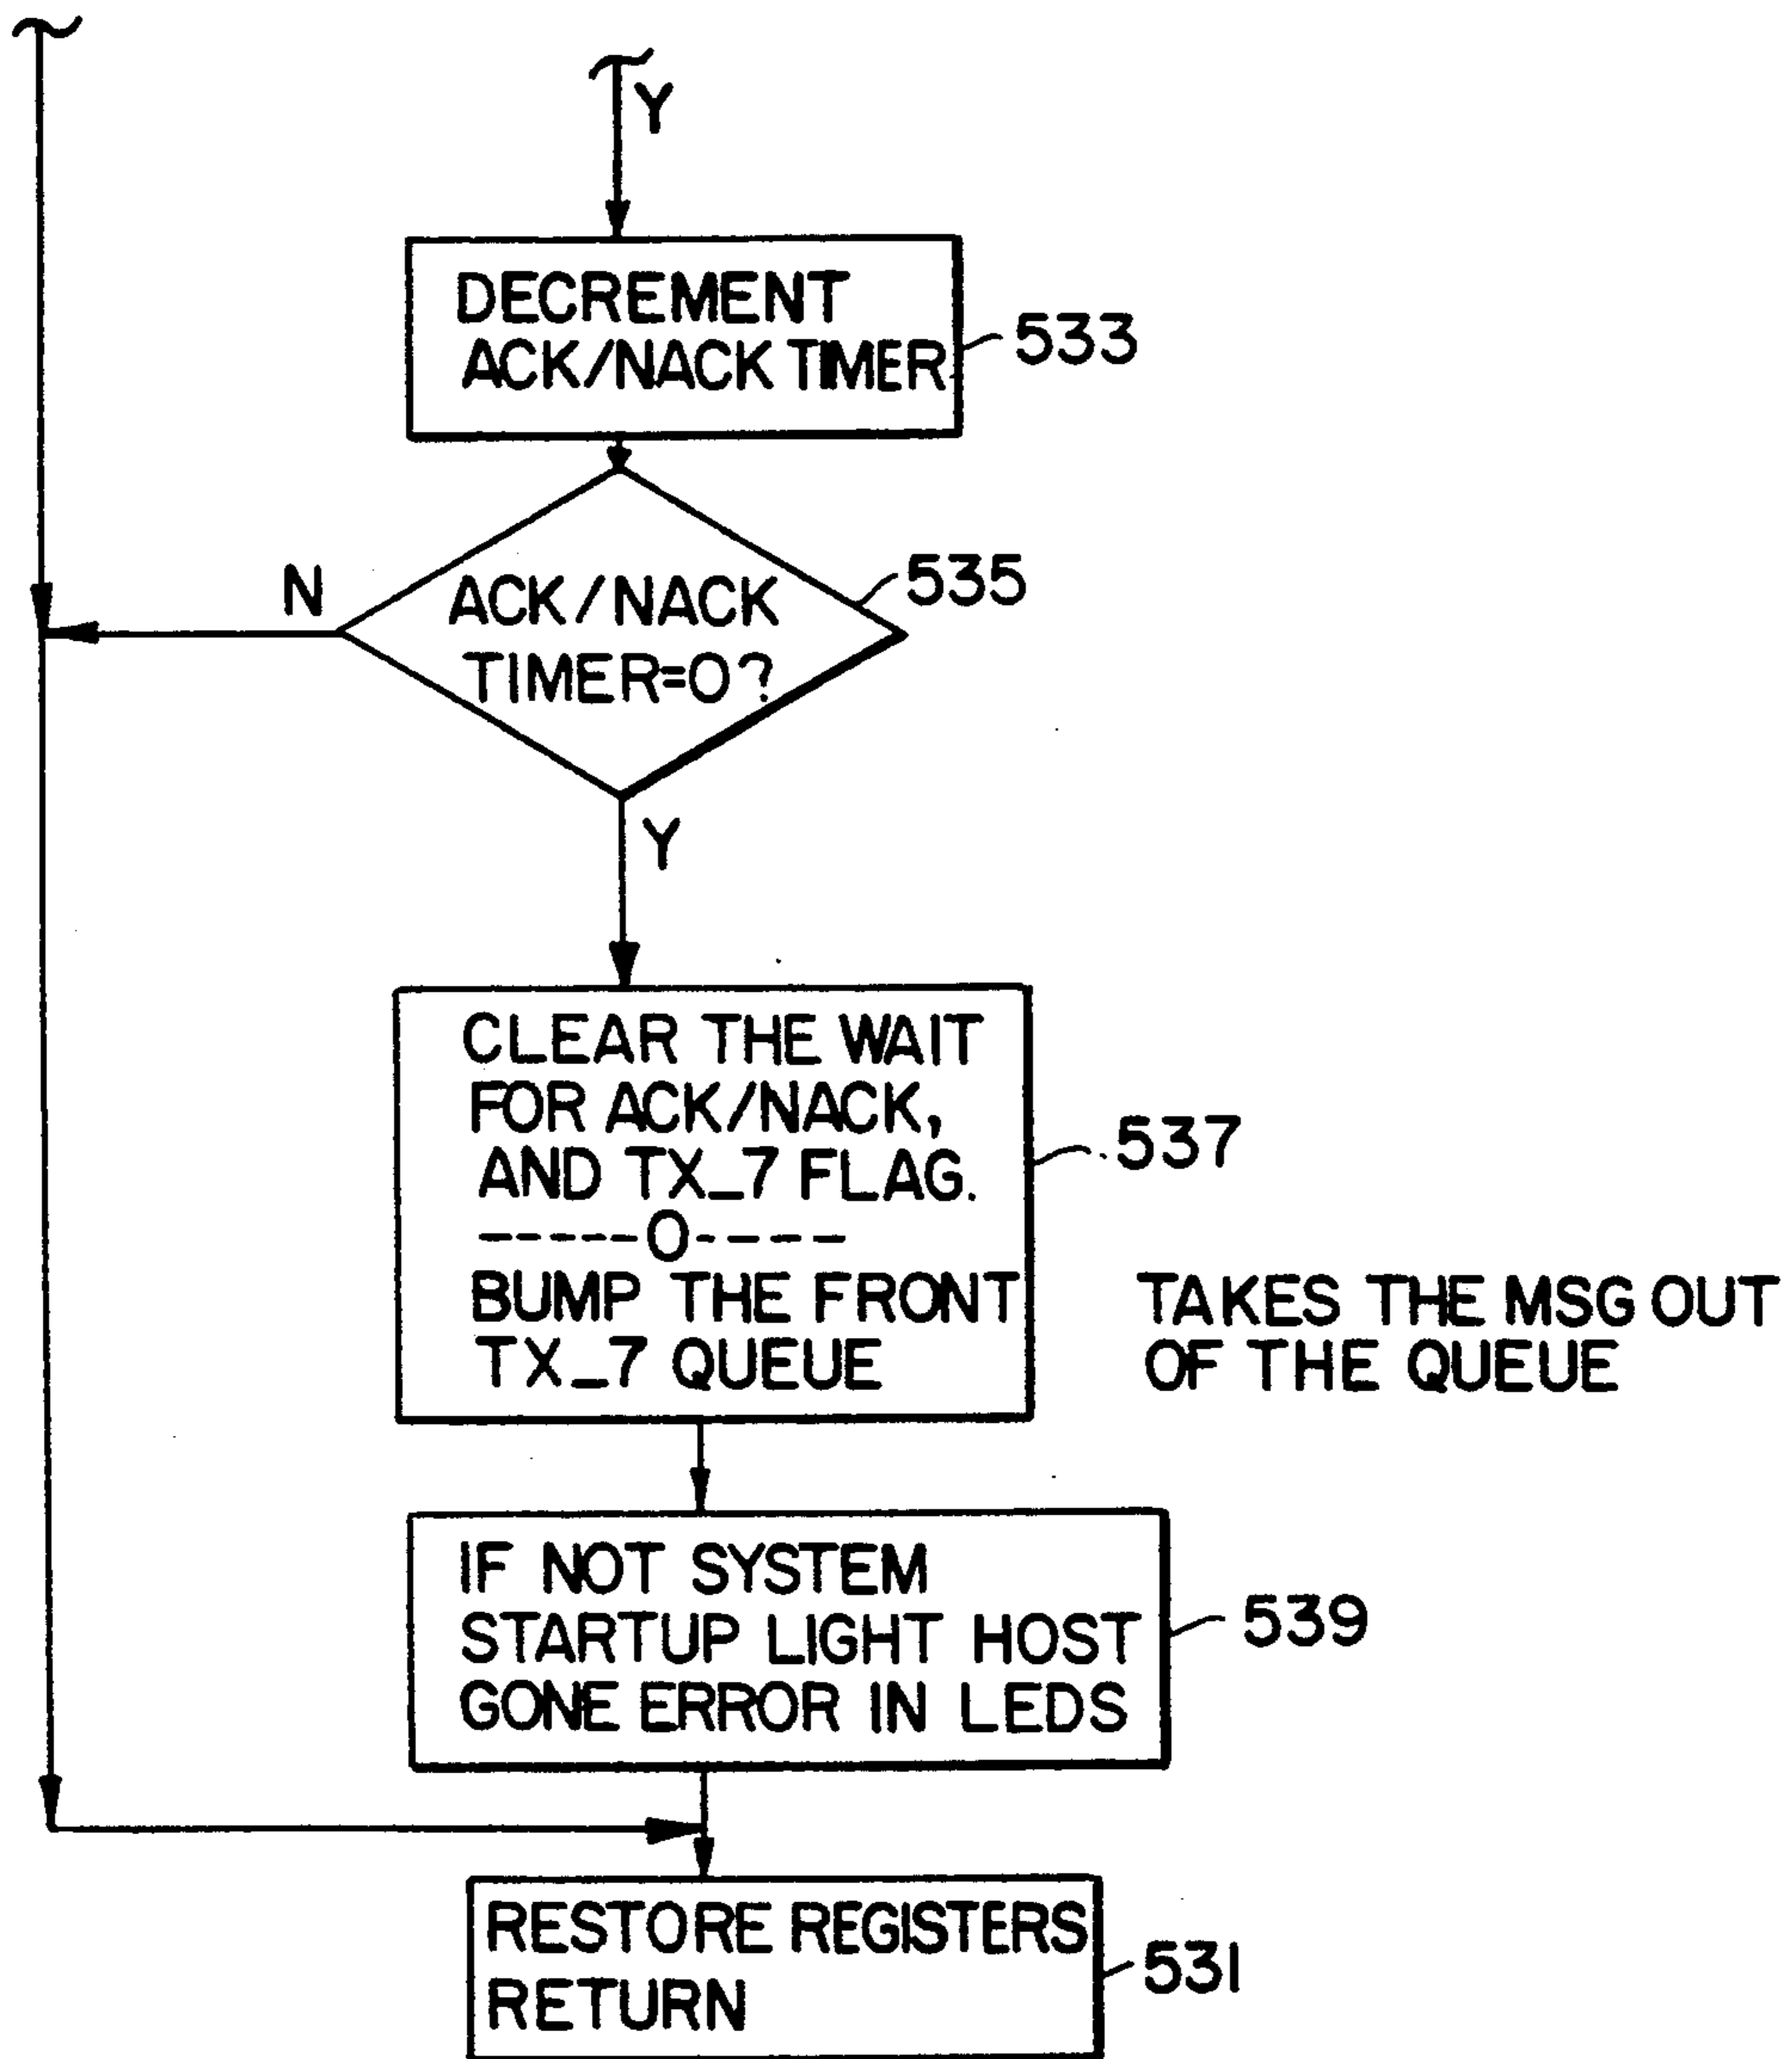 Y
DECREMENT
ACK/NACK TIMER
533
N
ACK/NACK
TIMER=0?
535
Y
CLEAR THE WAIT
FOR ACK/NACK,
AND TX_7 FLAG.
-----O-----
BUMP THE FRONT
TX_7 QUEUE
537
TAKES THE MSG OUT
OF THE QUEUE
IF NOT SYSTEM
STARTUP LIGHT HOST
GONE ERROR IN LEDS
539
RESTORE REGISTERS
RETURN
531